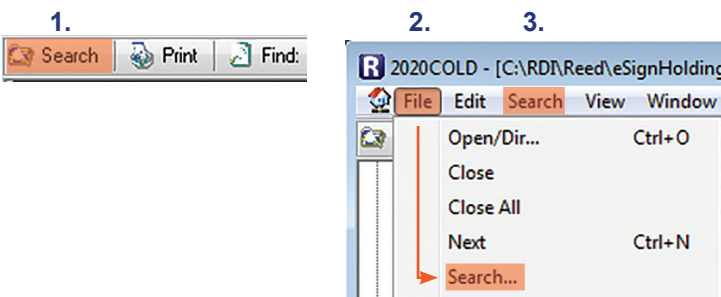 1. 2. 3.
Search Print Find:
R 2020COLD - [C:\RDI\Reed\eSignHolding
File Edit Search View Window
Open/Dir... Ctrl+O
Close
Close All
Next Ctrl+N
Search...